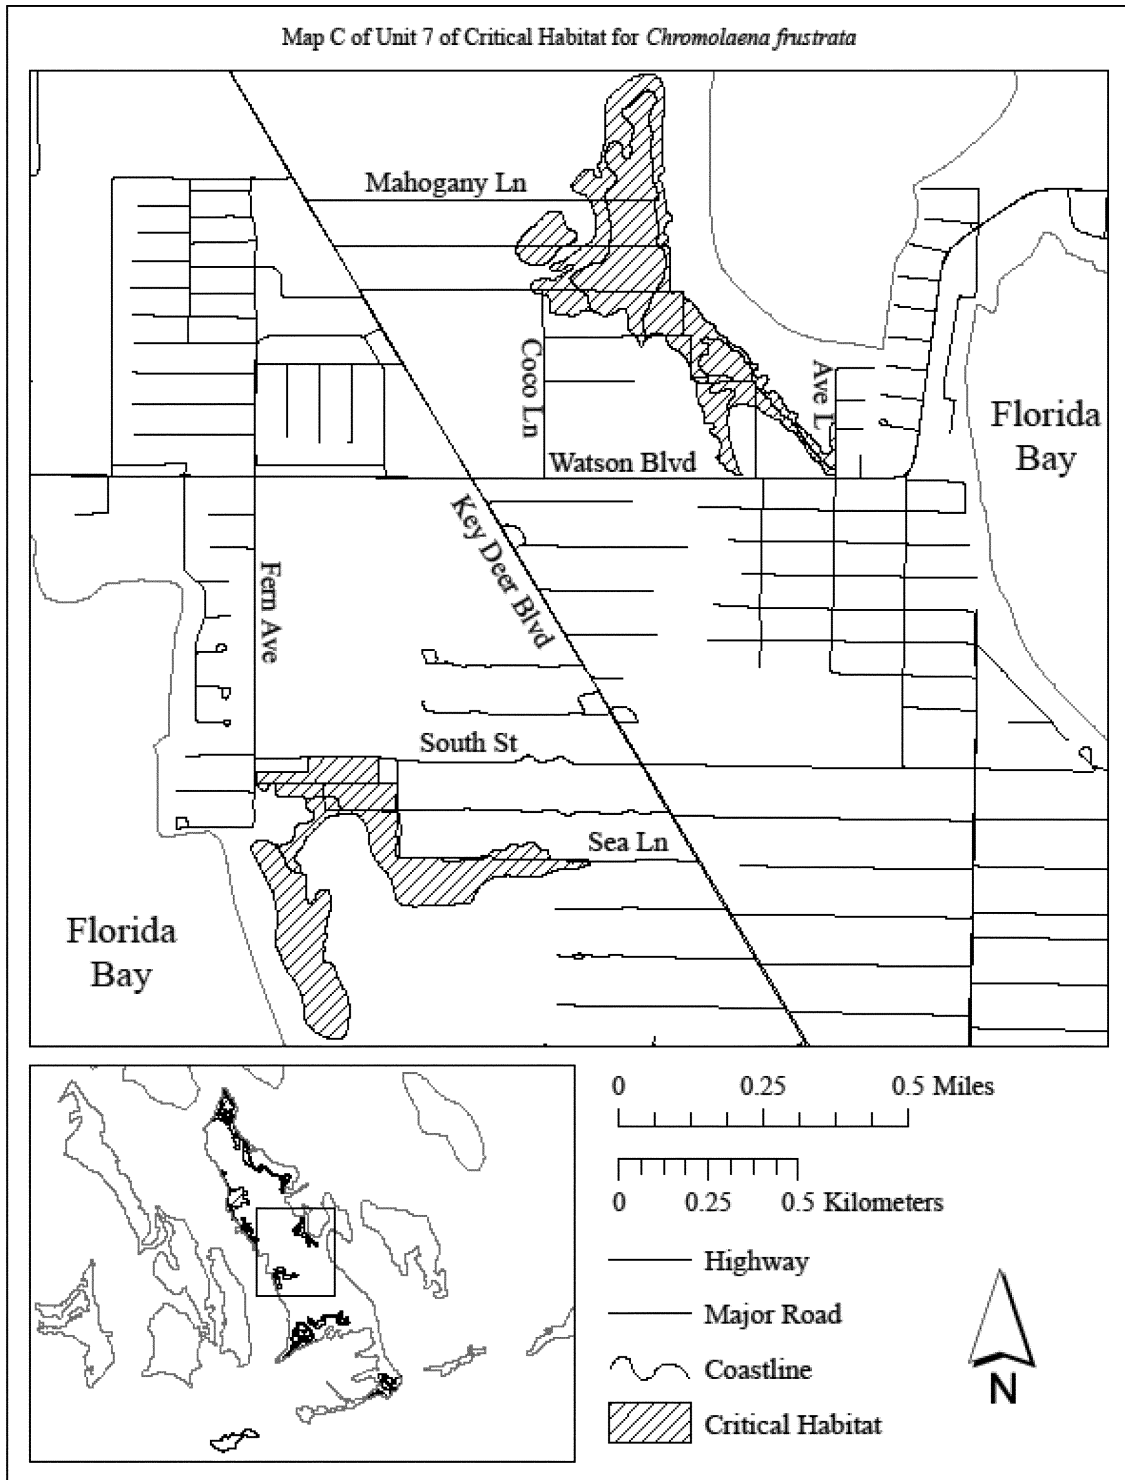 Map C of Unit 7 of Critical Habitat for Chromolaena frustrata
Mahogany Ln
Coco Ln
Ave L
Florida
Bay
Watson Blvd
Key Deer Blvd
Fern Ave
South St
Sea Ln
Florida
Bay
0 0.25 0.5 Miles
0 0.25 0.5 Kilometers
Highway
Major Road
Coastline
Critical Habitat
N